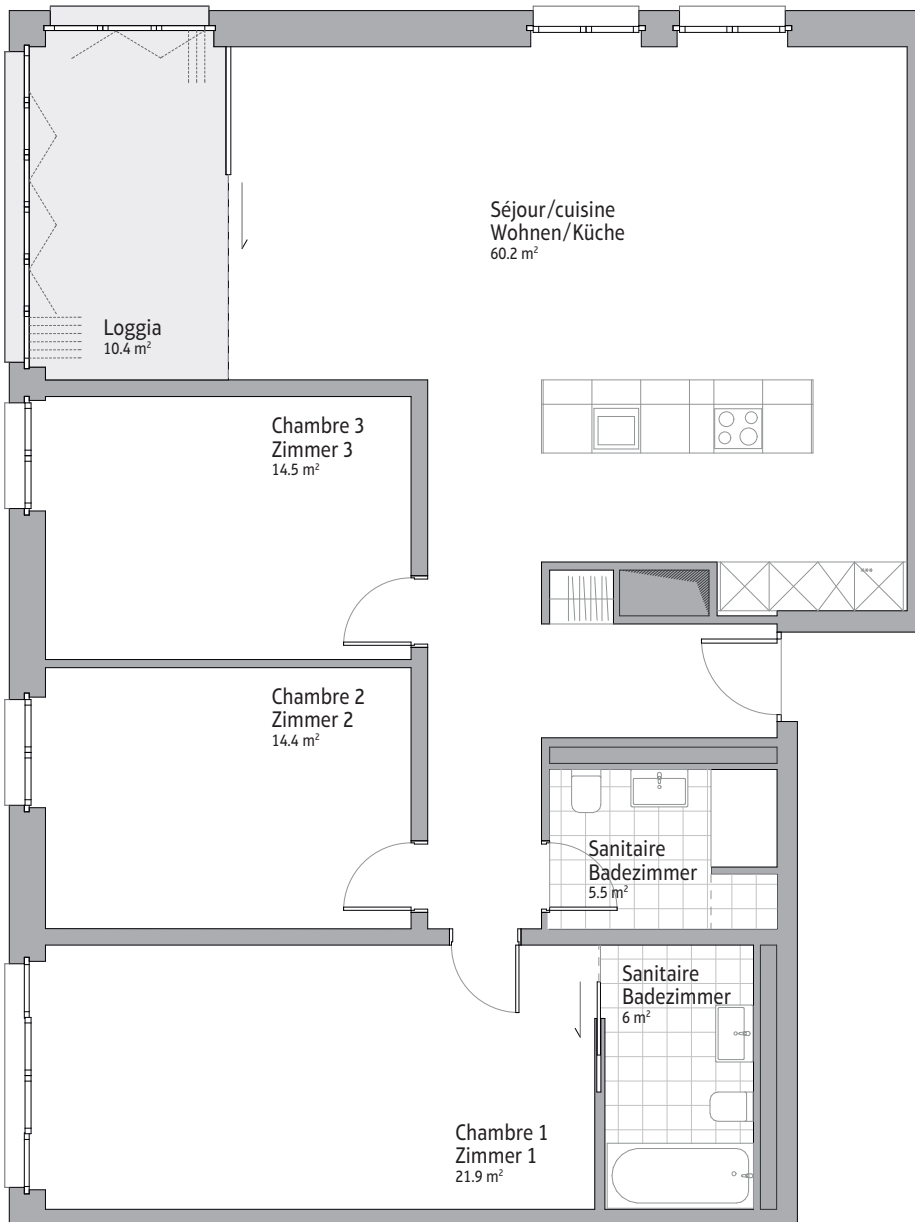 Séjour/cuisine
Wohnen/Küche
60.2 m²
Loggia
10.4 m²
Chambre 3
Zimmer 3
14.5 m²
Chambre 2
Zimmer 2
14.4 m²
Sanitaire
Badezimmer
5.5 m²
Sanitaire
Badezimmer
6 m²
Chambre 1
Zimmer 1
21.9 m²